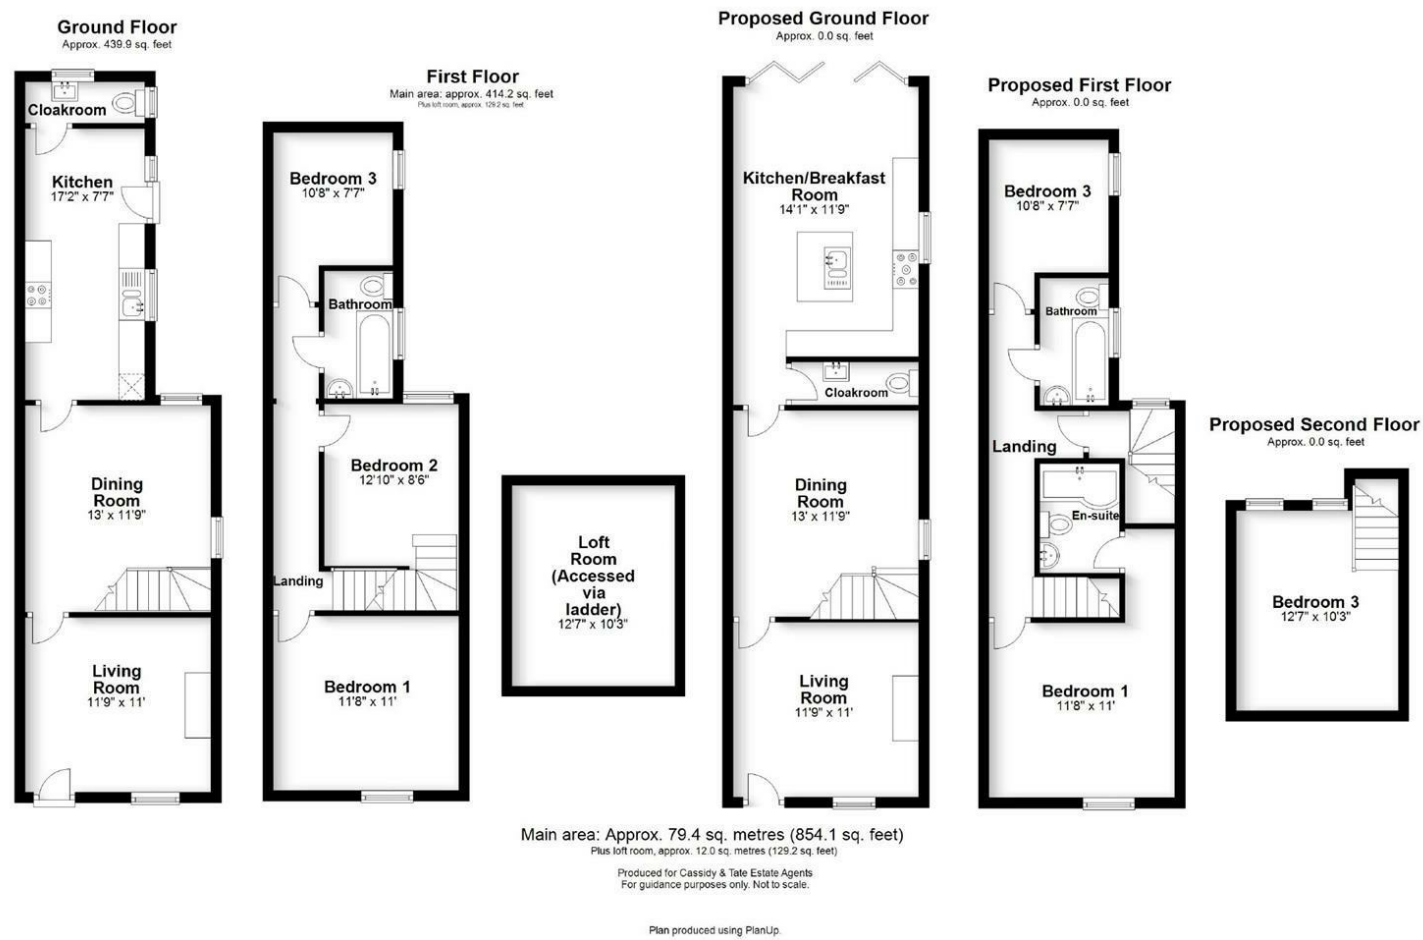 Ground Floor
Approx. 439.9 sq. feet
Cloakroom
Kitchen
17'2" x 7'7"
Dining
Room
13' x 11'9"
Living
Room
11'9" x 11'
First Floor
Main area: approx. 414.2 sq. feet
Plus loft room, approx. 129.2 sq. feet
Bedroom 3
10'8" x 7'7"
Bathroom
Bedroom 2
12'10" x 8'6"
Landing
Bedroom 1
11'8" x 11'
Loft
Room
(Accessed
via
ladder)
12'7" x 10'3"
Proposed Ground Floor
Approx. 0.0 sq. feet
Kitchen/Breakfast
Room
14'1" x 11'9"
Cloakroom
Dining
Room
13' x 11'9"
Living
Room
11'9" x 11'
Proposed First Floor
Approx. 0.0 sq. feet
Bedroom 3
10'8" x 7'7"
Bathroom
Landing
En-suite
Bedroom 1
11'8" x 11'
Proposed Second Floor
Approx. 0.0 sq. feet
Bedroom 3
12'7" x 10'3"
Main area: Approx. 79.4 sq. metres (854.1 sq. feet)
Plus loft room, approx. 12.0 sq. metres (129.2 sq. feet)
Produced for Cassidy & Tate Estate Agents
For guidance purposes only. Not to scale.
Plan produced using PlanUp.